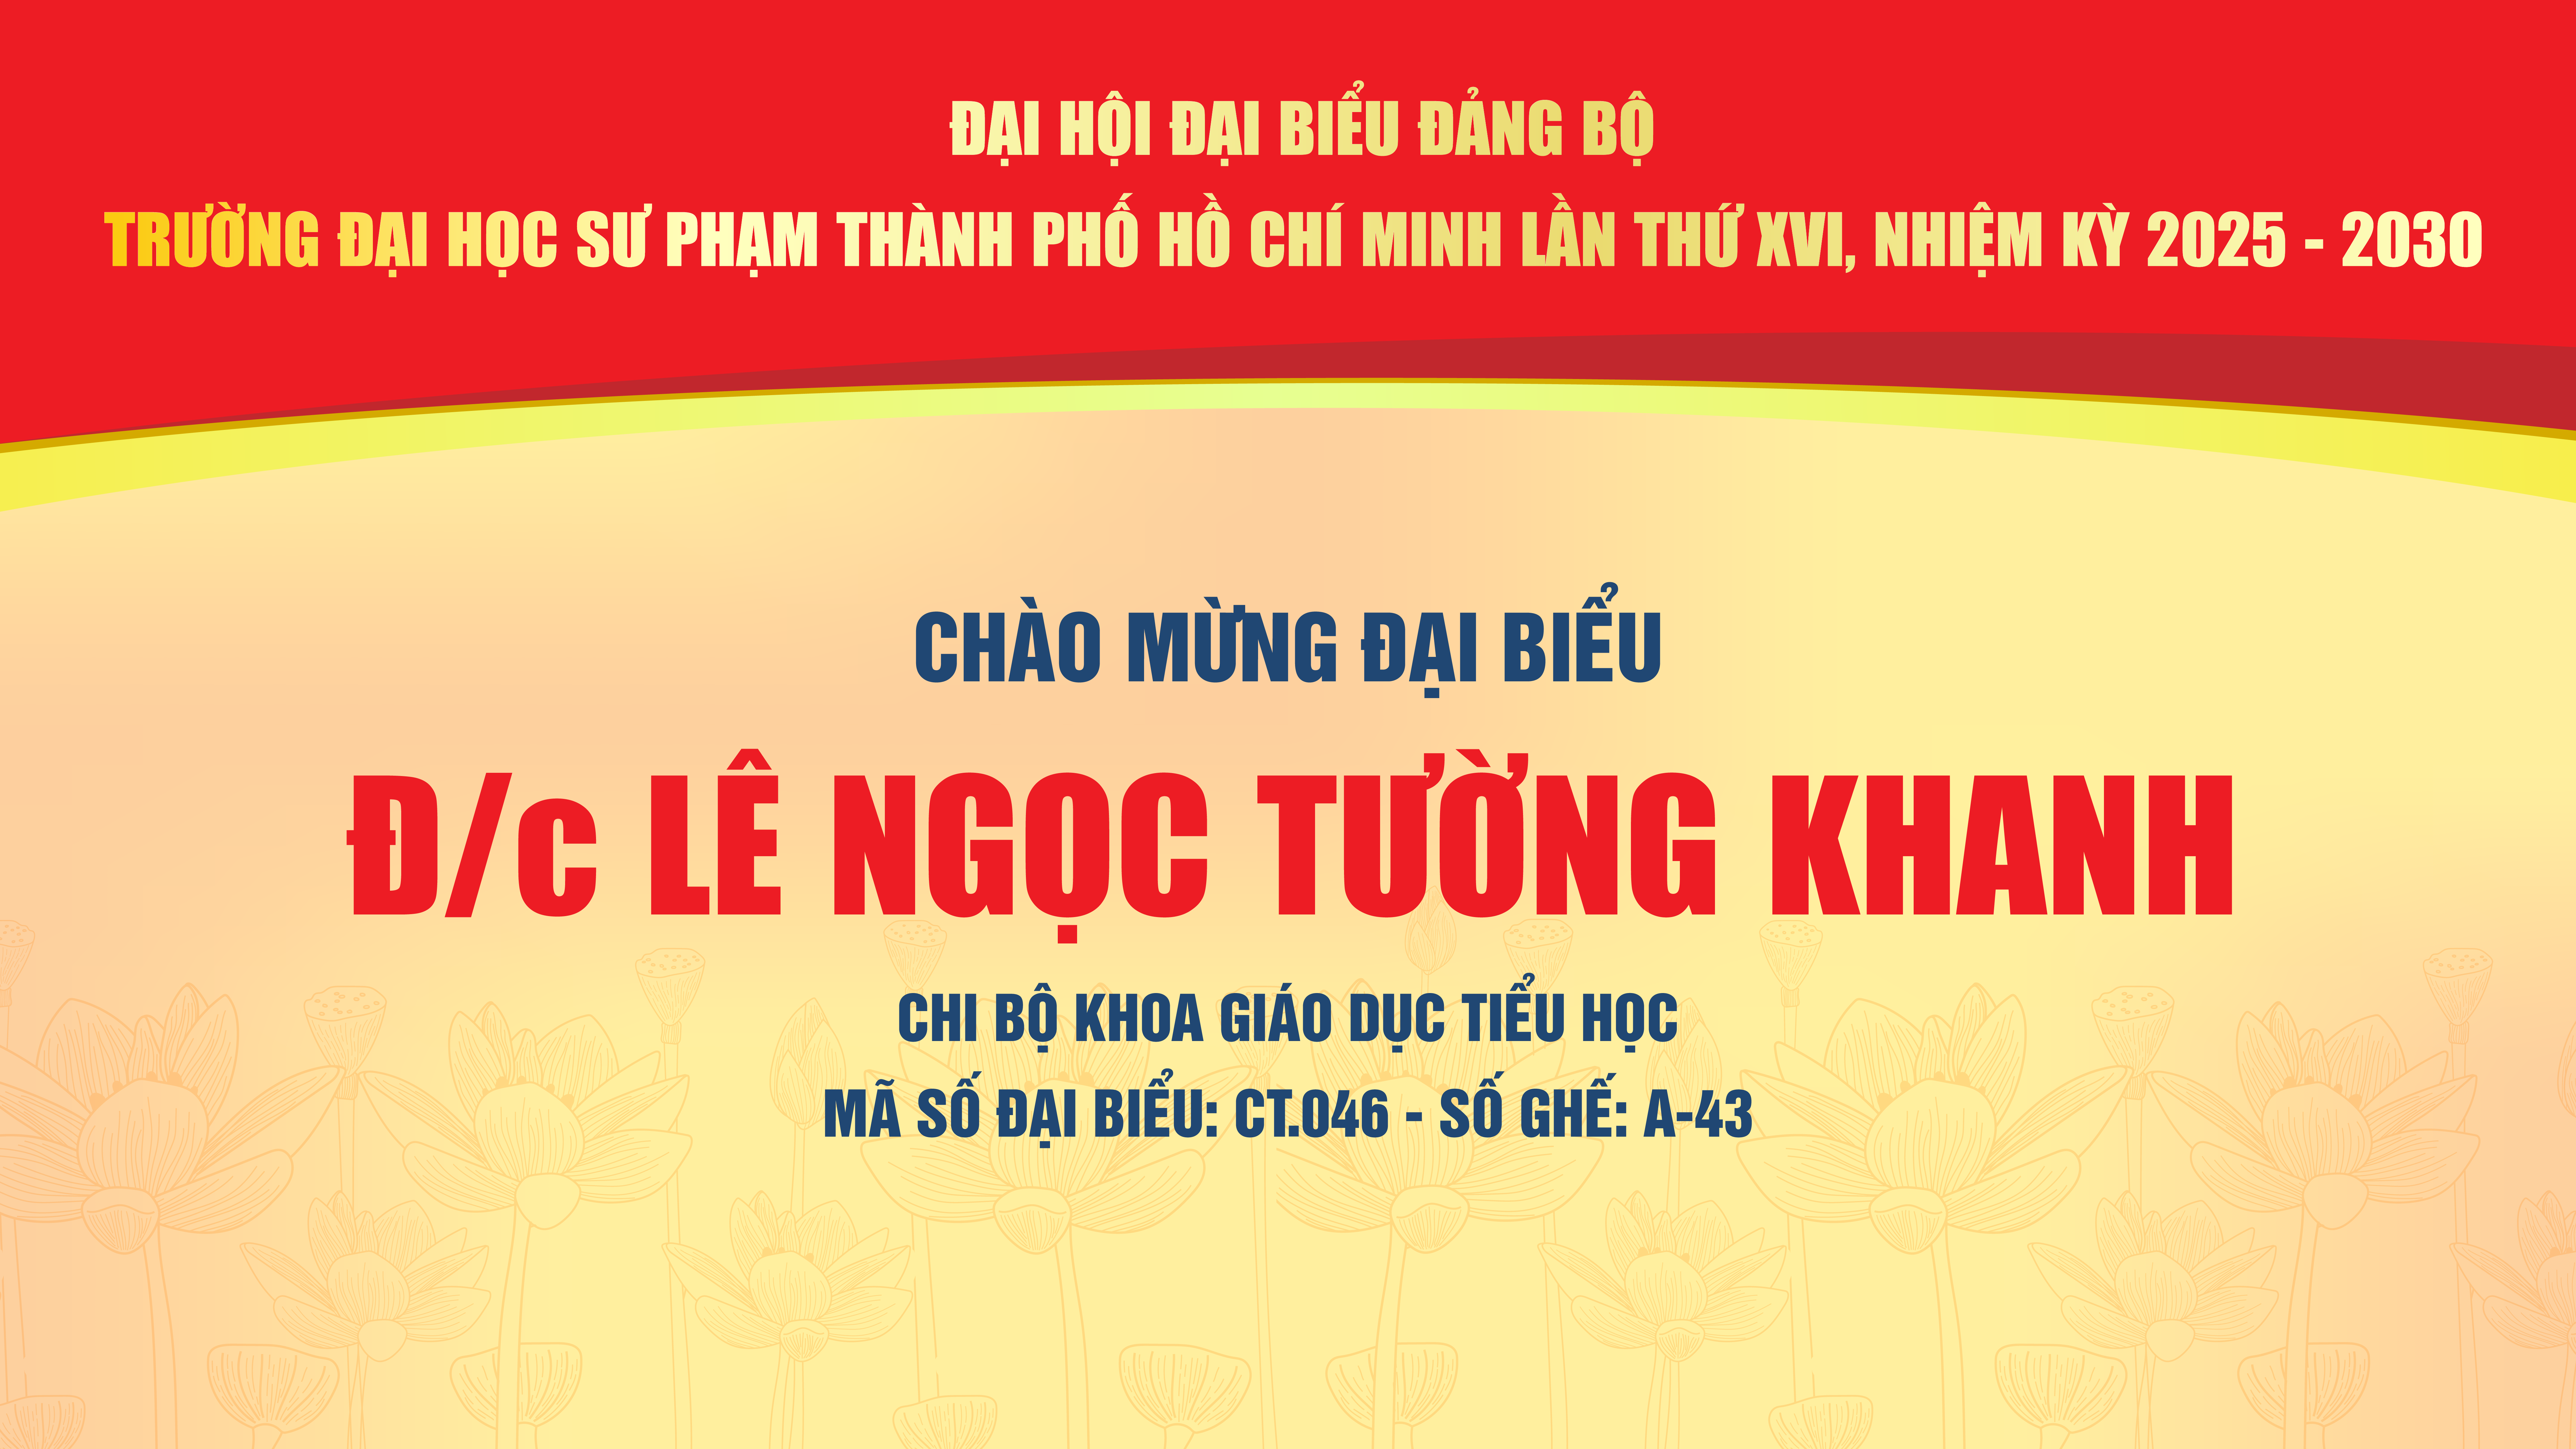 ĐẠI HỘI ĐẠI BIỂU ĐẢNG BỘ
TRƯỜNG ĐẠI HỌC SƯ PHẠM THÀNH PHỐ HỒ CHÍ MINH LẦN THỨ XVI, NHIỆM KỲ 2025 - 2030
CHÀO MỪNG ĐẠI BIỂU
Đ/c LÊ NGỌC TƯỜNG KHANH
CHI BỘ KHOA GIÁO DỤC TIỂU HỌC
MÃ SỐ ĐẠI BIỂU: CT.046 - SỐ GHẾ: A-43